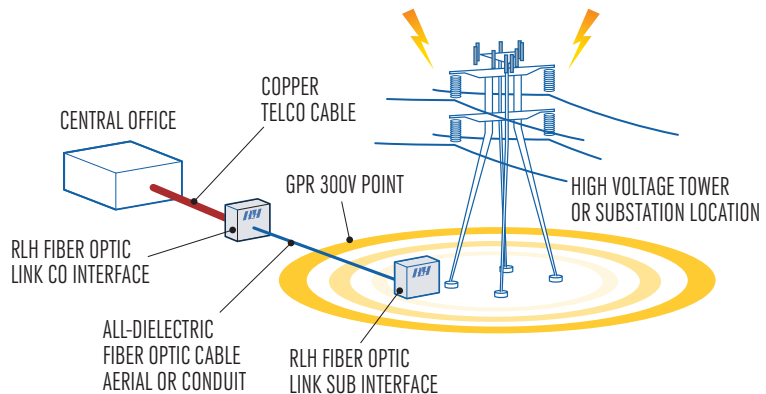 COPPER
TELCO CABLE
CENTRAL OFFICE
GPR 300V POINT
HIGH VOLTAGE TOWER
OR SUBSTATION LOCATION
RLH FIBER OPTIC
LINK CO INTERFACE
ALL-DIELECTRIC
FIBER OPTIC CABLE
AERIAL OR CONDUIT
RLH FIBER OPTIC
LINK SUB INTERFACE